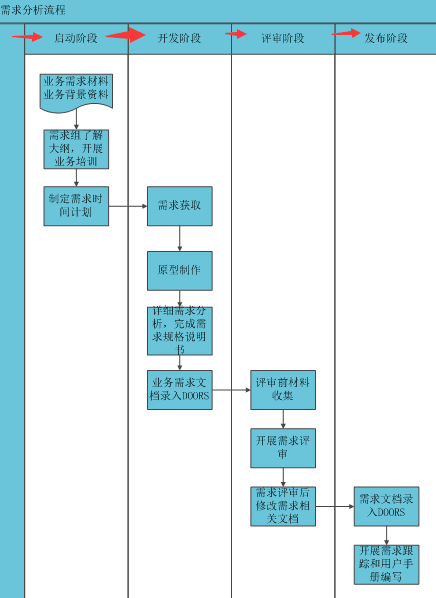 需求分析流程
启动阶段
开发阶段
评审阶段
发布阶段
业务需求材料
业务背景资料
需求组了解
大纲，开展
业务培训
制定需求时
间计划
需求获取
原型制作
详细需求分
析，完成需
求规格说明
书
业务需求文
档录入DOORS
评审前材料
收集
开展需求评
审
需求评审后
修改需求相
关文档
需求文档录
入DOORS
开展需求跟
踪和用户手
册编写